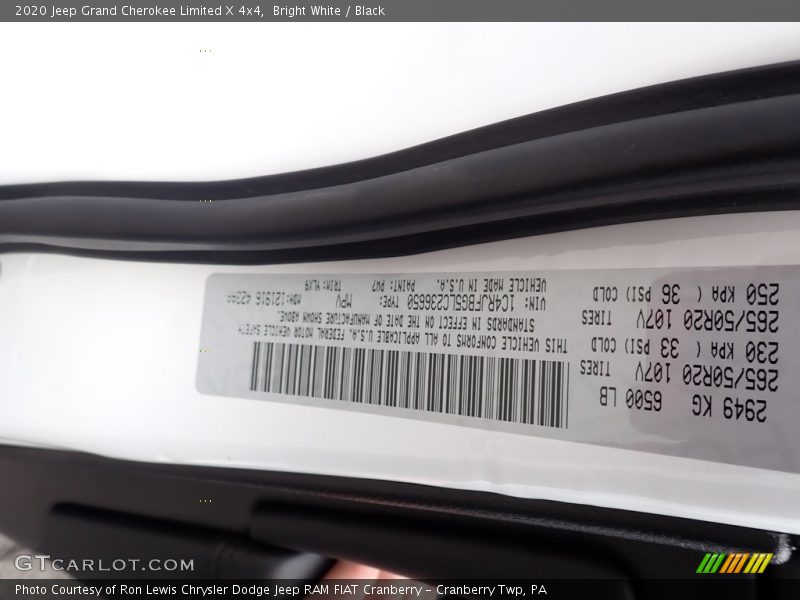 2020 Jeep Grand Cherokee Limited X 4x4, Bright White / Black
2949 KG 6500 LB
265/50R20 107V TIRES
230 KPA ( 33 PSI) COLD
265/50R20 107V TIRES
250 KPA ( 36 PSI) COLD
THIS VEHICLE CONFORMS TO ALL APPLICABLE U.S.A. FEDERAL MOTOR VEHICLE SAFETY
STANDARDS IN EFFECT ON THE DATE OF MANUFACTURE SHOWN ABOVE.
VIN: 1C4RJFBG5LC236650 TYPE: MPV MDH:121916
VEHICLE MADE IN U.S.A. PAINT: PW7 TRIM:
GTCARLOT.COM
Photo Courtesy of Ron Lewis Chrysler Dodge Jeep RAM FIAT Cranberry – Cranberry Twp, PA